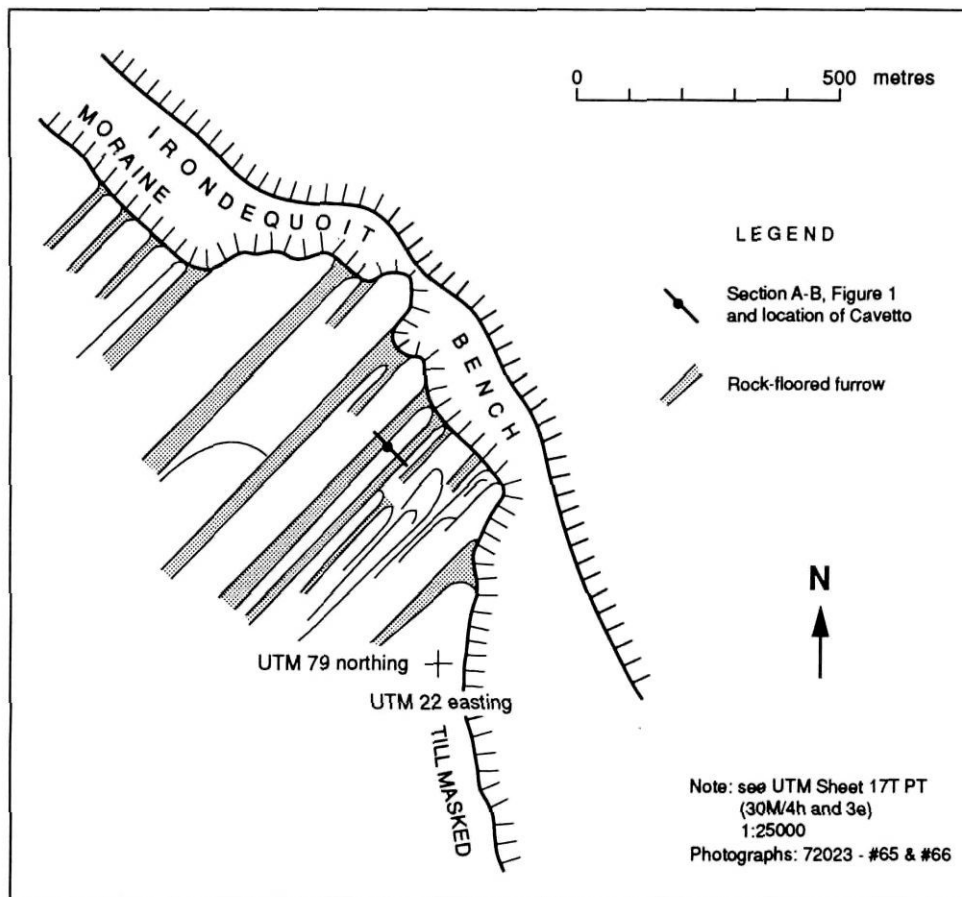 0 500 metres
MORAINE
IRONDEQUOIT
BENCH
LEGEND
Section A-B, Figure 1
and location of Cavetto
Rock-floored furrow
N
UTM 79 northing
UTM 22 easting
TILL MASKED
Note: see UTM Sheet 17T PT
(30M/4h and 3e)
1:25000
Photographs: 72023 - #65 & #66